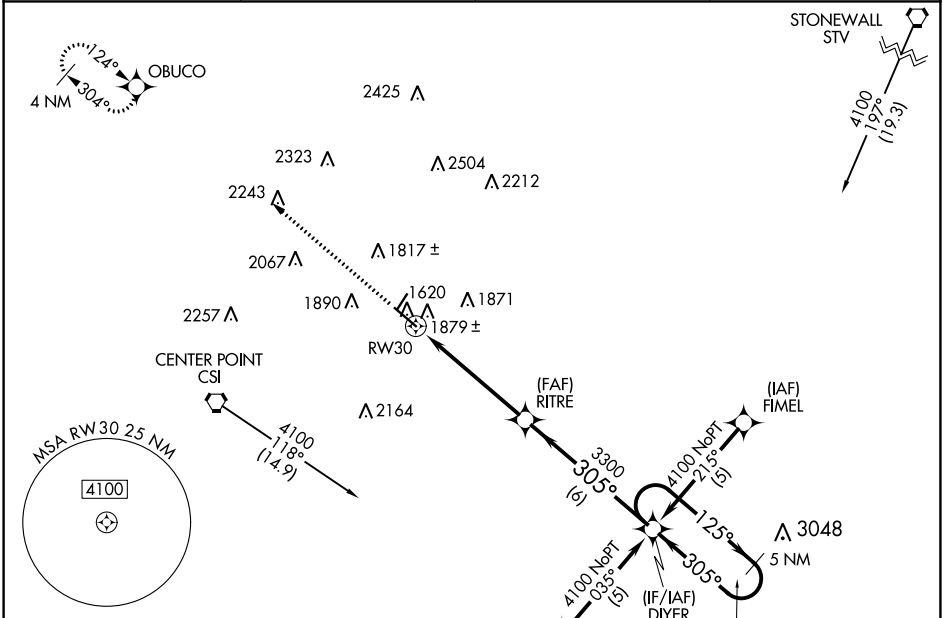 STONEWALL
STV
4100
197°
(19.3)
124°
OBUCO
304°
4 NM
2425
2323
2504
2212
2243
1817 ±
2067
1620
1890
1871
2257
1879 ±
RW30
CENTER POINT
CSI
4100
118°
(14.9)
2164
(FAF)
RITRE
(IAF)
FIMEL
MSA RW30 25 NM
4100
3300
305°
(6)
4100 NoPT
215°
(5)
125°
3048
5 NM
305°
4100 NoPT
035°
(5)
(IF/IAF)
DIYER